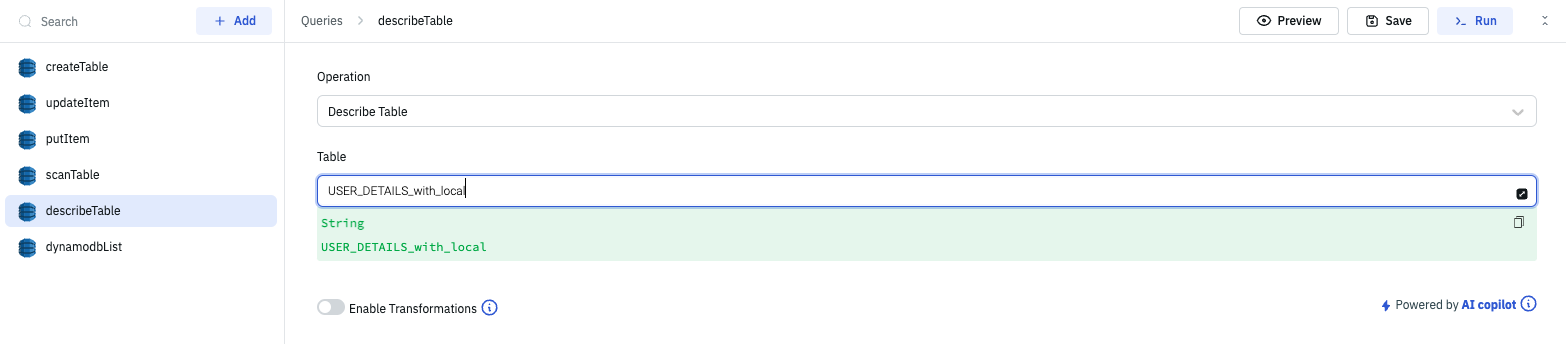 Search
+ Add
Queries > describeTable
Preview
Save
Run
createTable
updateItem
putItem
scanTable
describeTable
dynamodbList
Operation
Describe Table
Table
USER_DETAILS_with_local
String
USER_DETAILS_with_local
Enable Transformations
Powered by AI copilot